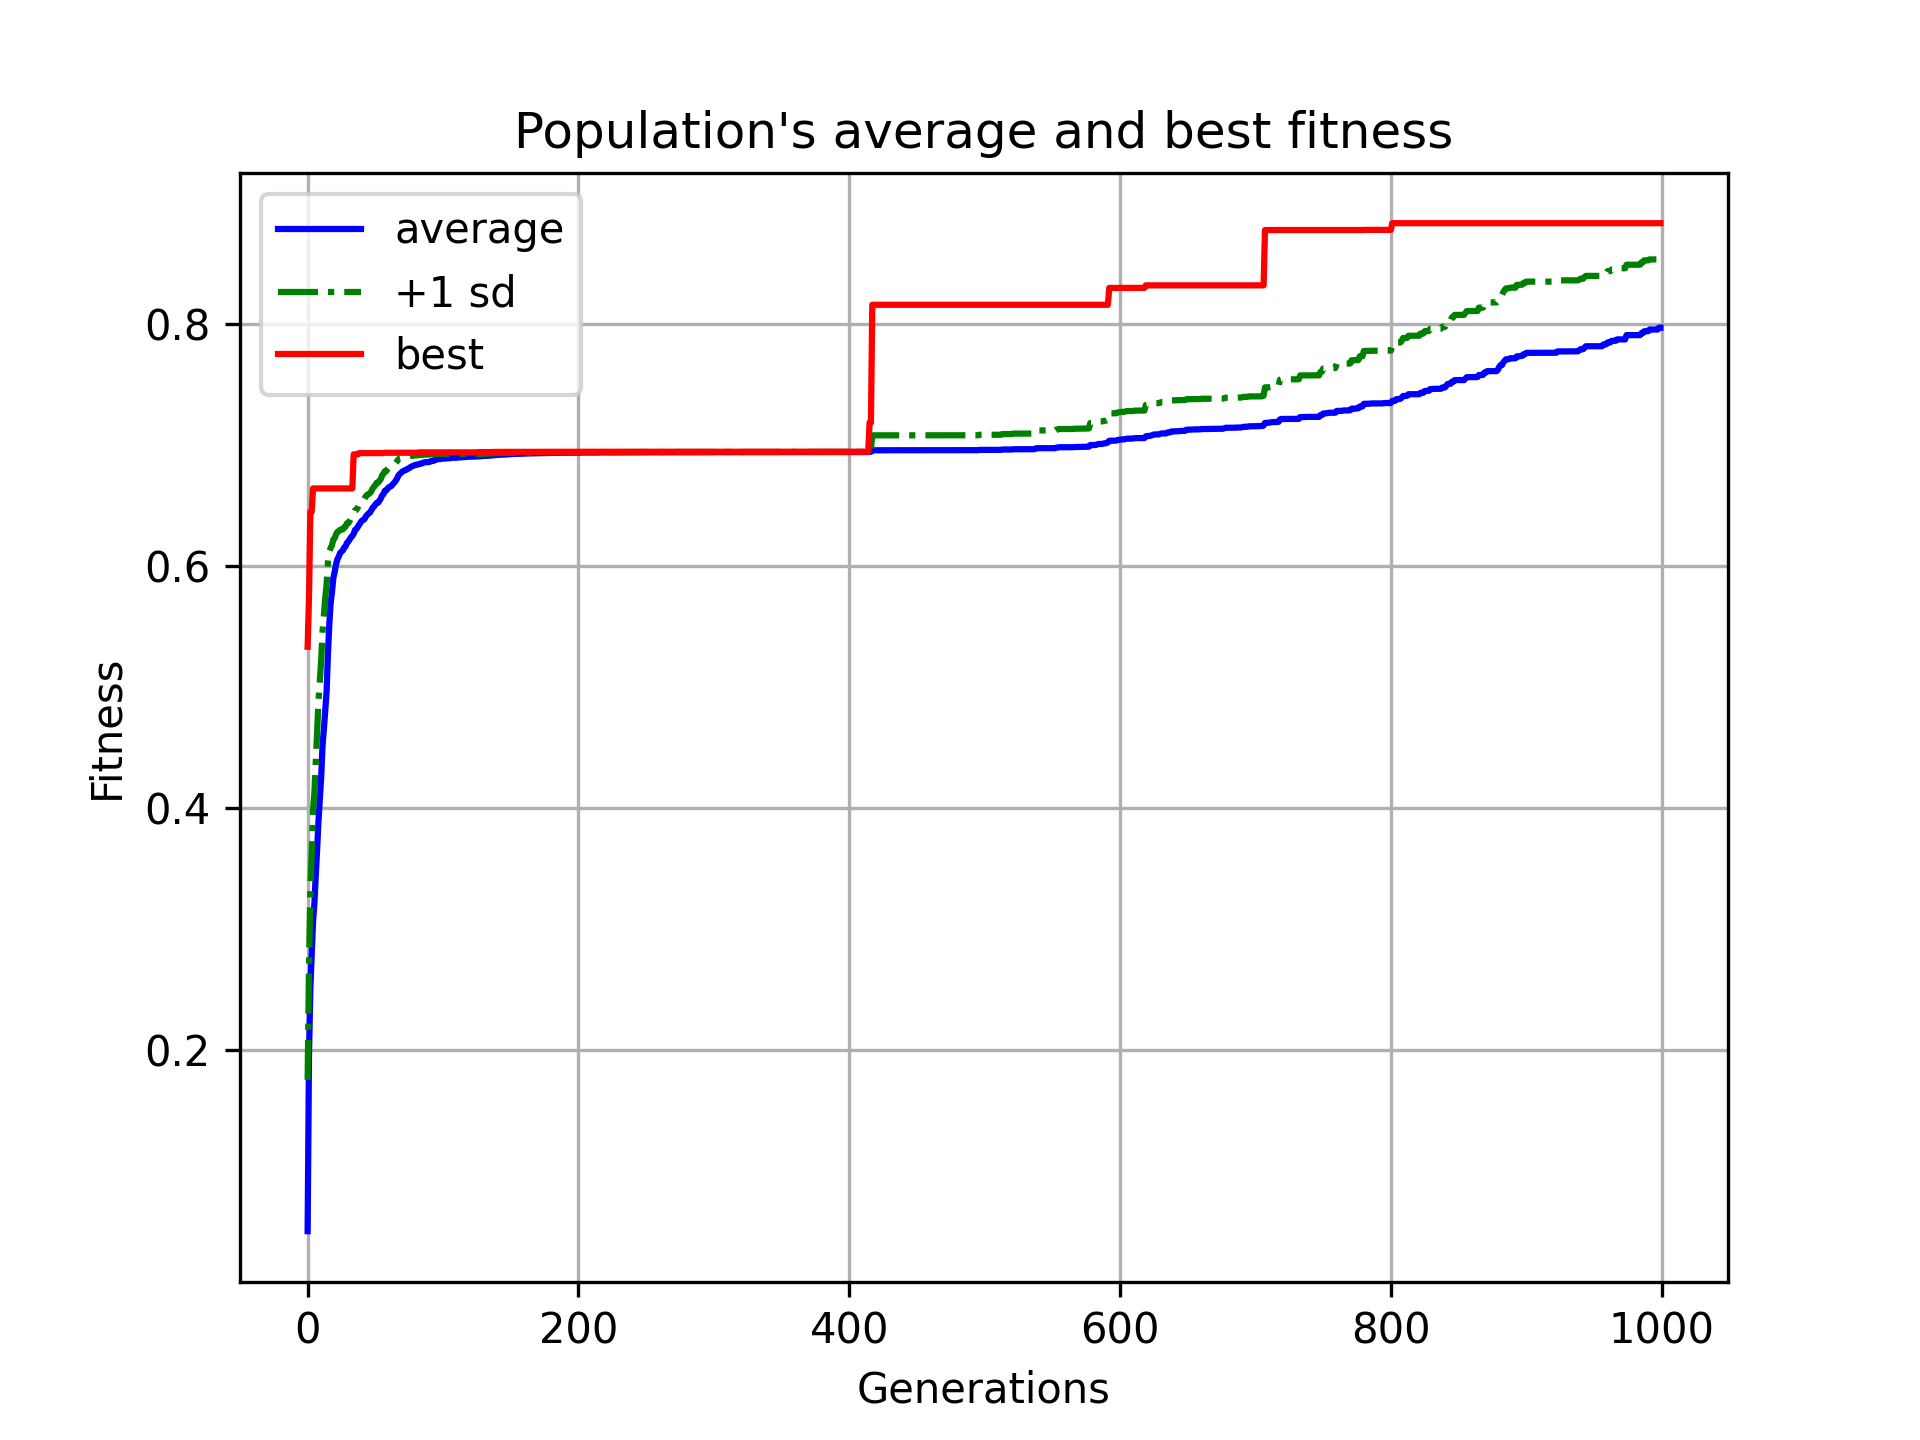 Population's average and best fitness
average
+1 sd
best
Fitness
0.8
0.6
0.4
0.2
0 200 400 600 800 1000
Generations